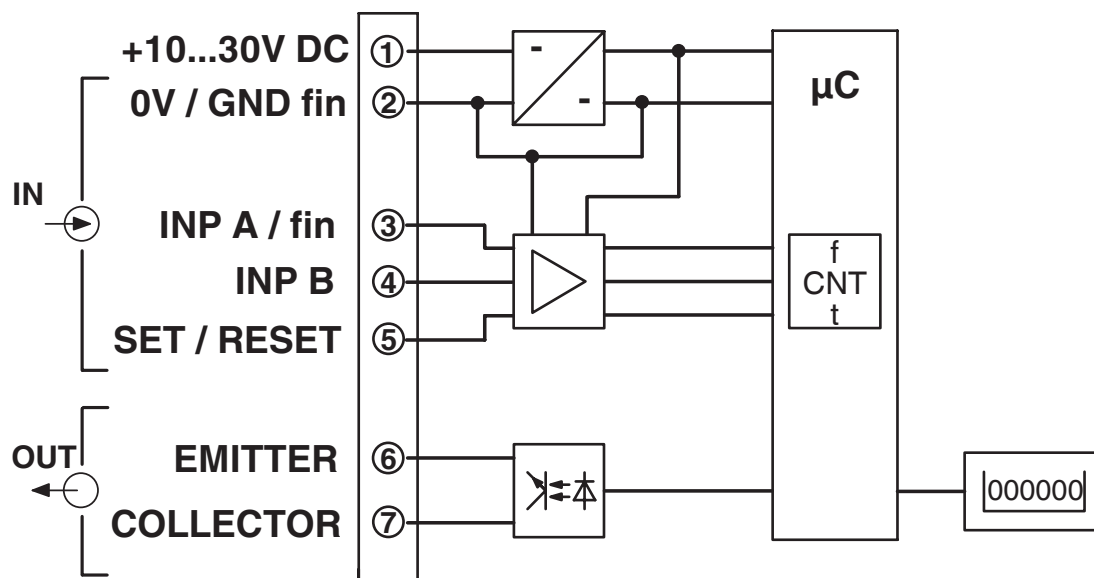 +10...30V DC ①
0V / GND fin ②
µC
IN
INP A / fin ③
INP B ④
SET / RESET ⑤
f
CNT
t
OUT
EMITTER ⑥
COLLECTOR ⑦
000000